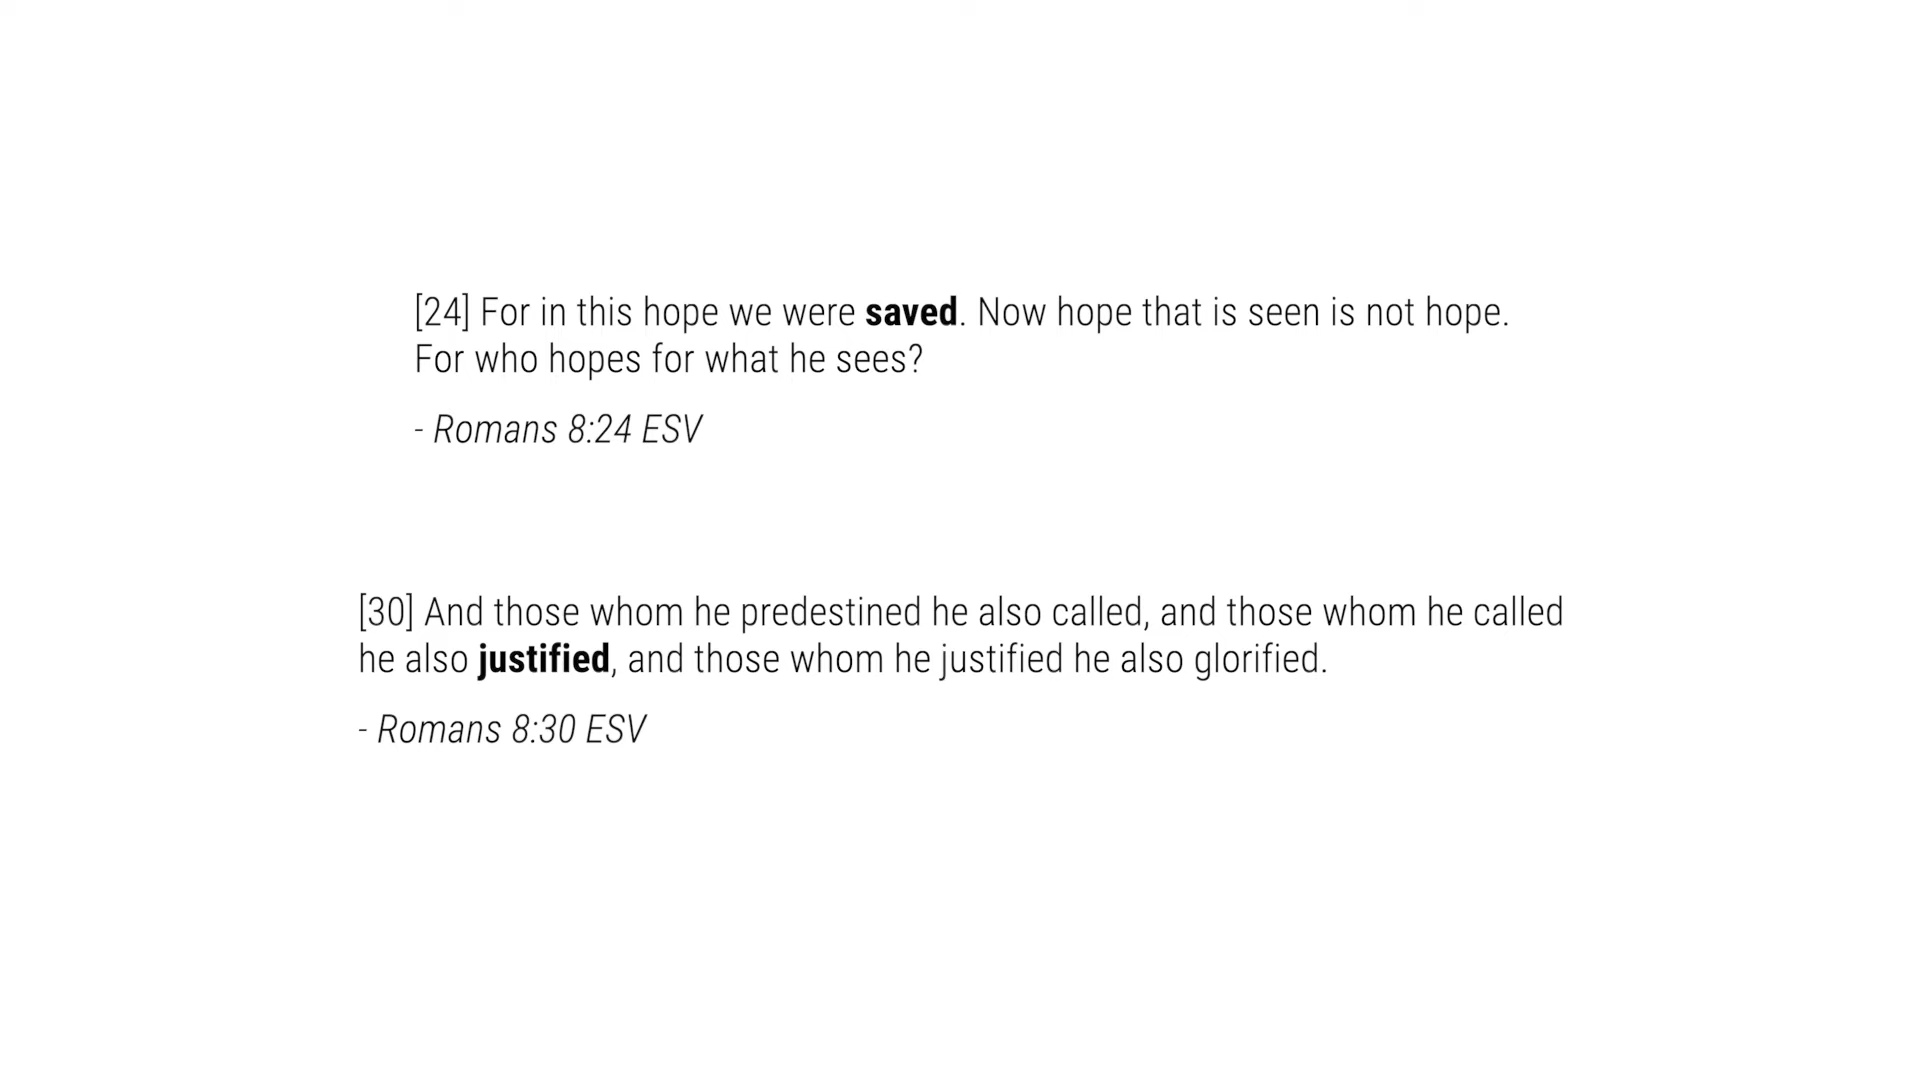 [24] For in this hope we were saved. Now hope that is seen is not hope.
For who hopes for what he sees?
- Romans 8:24 ESV
[30] And those whom he predestined he also called, and those whom he called
he also justified, and those whom he justified he also glorified.
- Romans 8:30 ESV